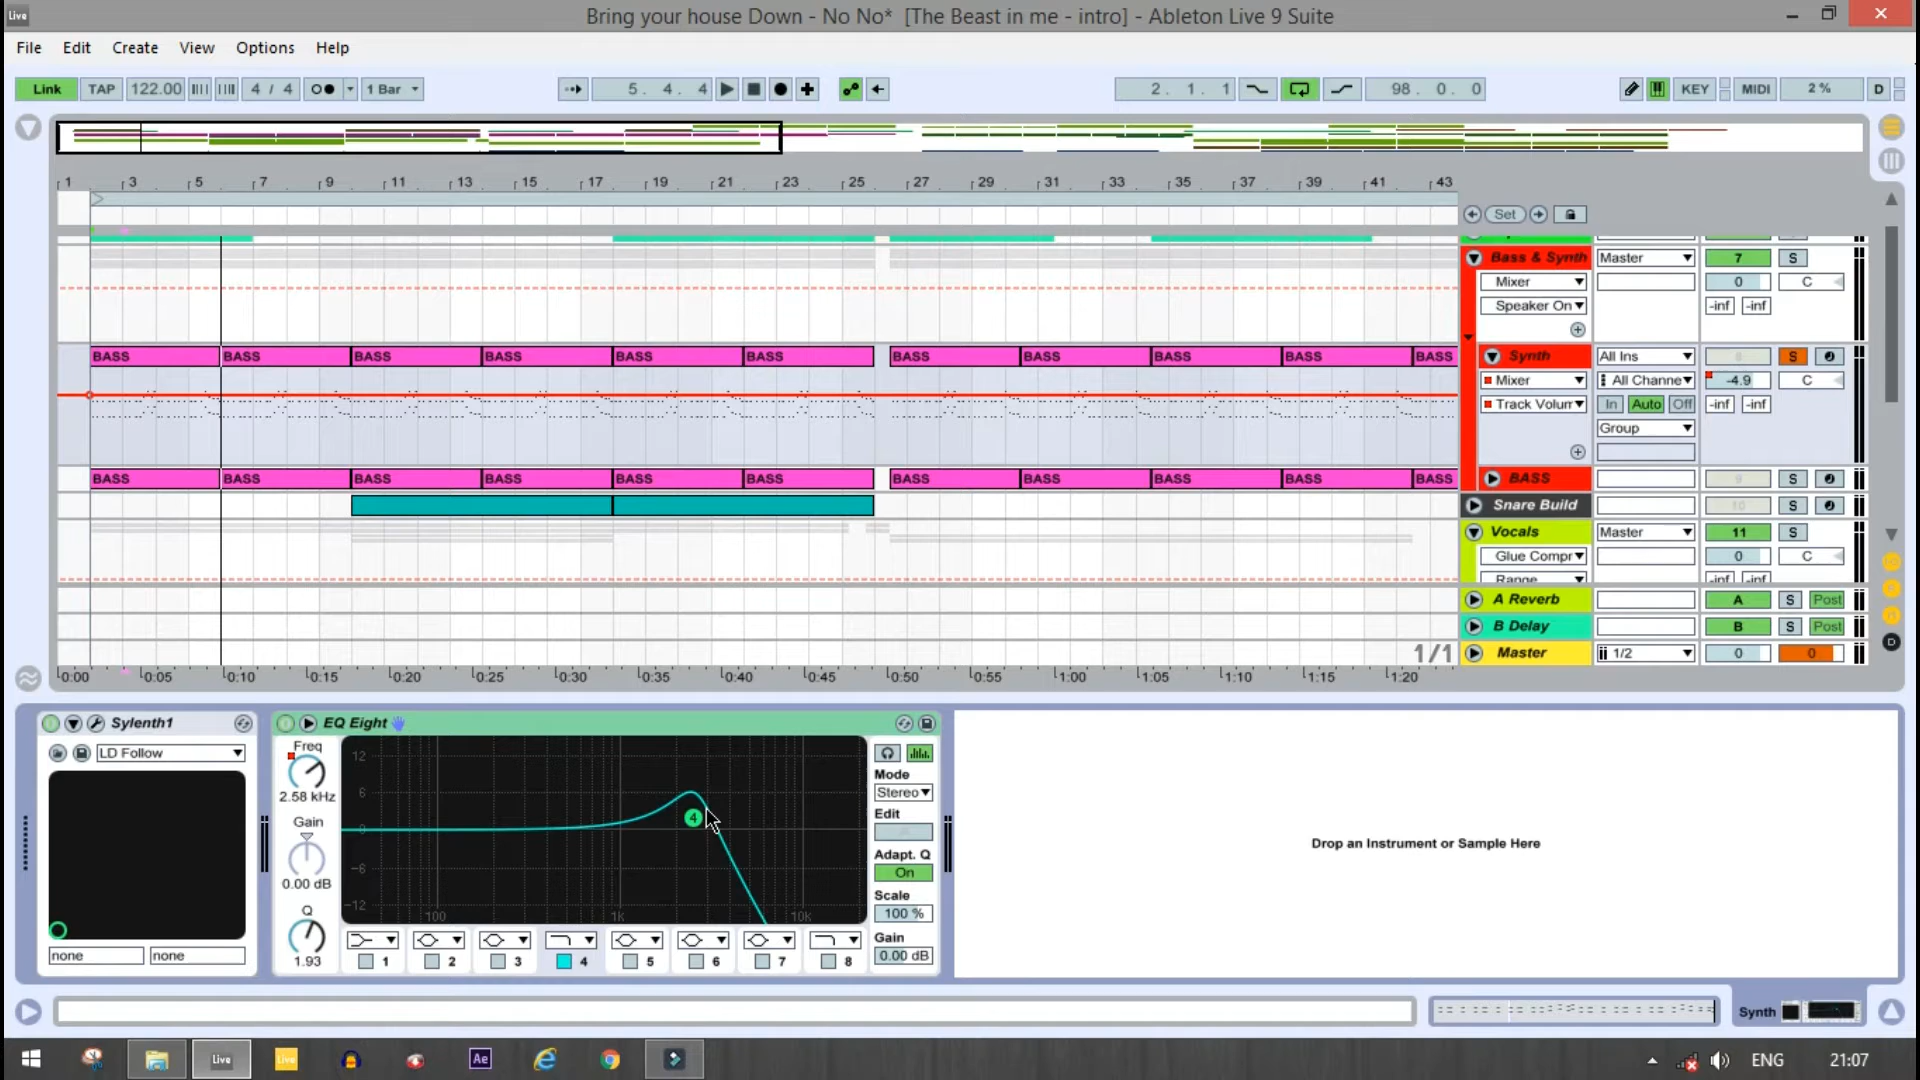 Live
Bring your house Down - No No*  [The Beast in me - intro] - Ableton Live 9 Suite
File Edit Create View Options Help
Link TAP 122.00 4 / 4 1 Bar 5. 4. 4 2. 1. 1 98. 0. 0 KEY MIDI 2 % D
1 3 5 7 9 11 13 15 17 19 21 23 25 27 29 31 33 35 37 39 41 43
Set
Bass & Synth Master 7 S
Mixer 0 C
Speaker On -inf -inf
BASS BASS BASS BASS BASS BASS BASS BASS BASS BASS BASS Synth All Ins 8 S
Mixer All Channe -4.9 C
Track Volum In Auto Off -inf -inf
Group
BASS BASS BASS BASS BASS BASS BASS BASS BASS BASS BASS BASS 9 S
Snare Build 10 S
Vocals Master 11 S
Glue Compr 0 C
Range -inf -inf
A Reverb A S Post
B Delay B S Post
1/1 Master 1/2 0 0
0:00 0:05 0:10 0:15 0:20 0:25 0:30 0:35 0:40 0:45 0:50 0:55 1:00 1:05 1:10 1:15 1:20
D
Sylenth1 EQ Eight
LD Follow
none none
Freq
2.58 kHz
Gain
0.00 dB
Q
1.93
12
6
0
-6
-12
100 1k 10k
4
1 2 3 4 5 6 7 8
Mode
Stereo
Edit
Adapt. Q
On
Scale
100 %
Gain
0.00 dB
Drop an Instrument or Sample Here
Synth
Live Live Ae ENG 21:07